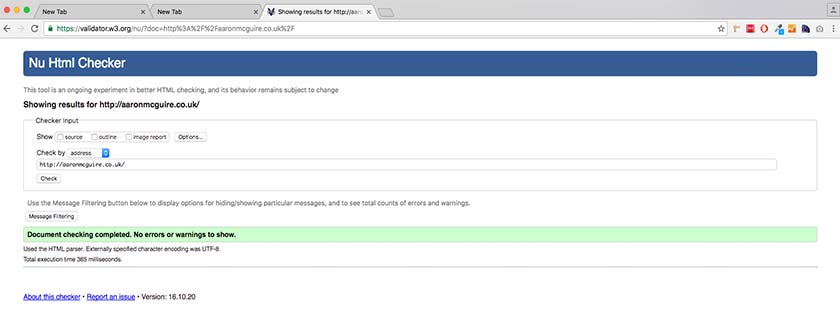 New Tab
New Tab
Showing results for http://aaron
https://validator.w3.org/nu/?doc=http%3A%2F%2Faaronmcguire.co.uk%2F
Nu Html Checker
This tool is an ongoing experiment in better HTML checking, and its behavior remains subject to change
Showing results for http://aaronmcguire.co.uk/
Checker Input
Show source outline image report Options...
Check by address
http://aaronmcguire.co.uk/
Check
Use the Message Filtering button below to display options for hiding/showing particular messages, and to see total counts of errors and warnings.
Message Filtering
Document checking completed. No errors or warnings to show.
Used the HTML parser. Externally specified character encoding was UTF-8.
Total execution time 365 milliseconds.
About this checker • Report an issue • Version: 16.10.20